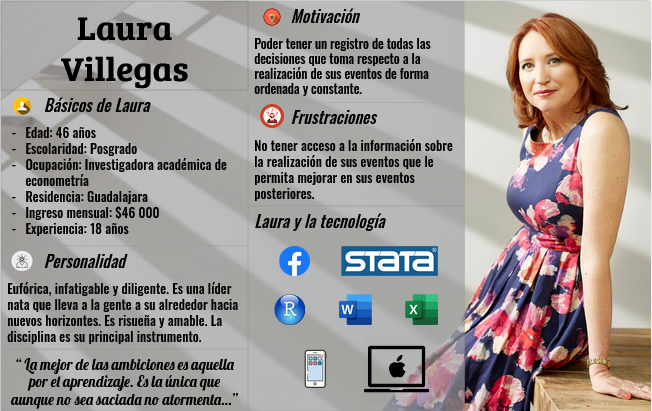 Laura
Villegas
Básicos de Laura
- Edad: 46 años
- Escolaridad: Posgrado
- Ocupación: Investigadora académica de
econometría
- Residencia: Guadalajara
- Ingreso mensual: $46 000
- Experiencia: 18 años
Personalidad
Eufórica, infatigable y diligente. Es una líder
nata que lleva a la gente a su alrededor hacia
nuevos horizontes. Es risueña y amable. La
disciplina es su principal instrumento.
“ La mejor de las ambiciones es aquella
por el aprendizaje. Es la única que
aunque no sea saciada no atormenta...”
Motivación
Poder tener un registro de todas las
decisiones que toma respecto a la
realización de sus eventos de forma
ordenada y constante.
Frustraciones
No tener acceso a la información sobre
la realización de sus eventos que le
permita mejorar en sus eventos
posteriores.
Laura y la tecnología
f
STATA®
R
W
X